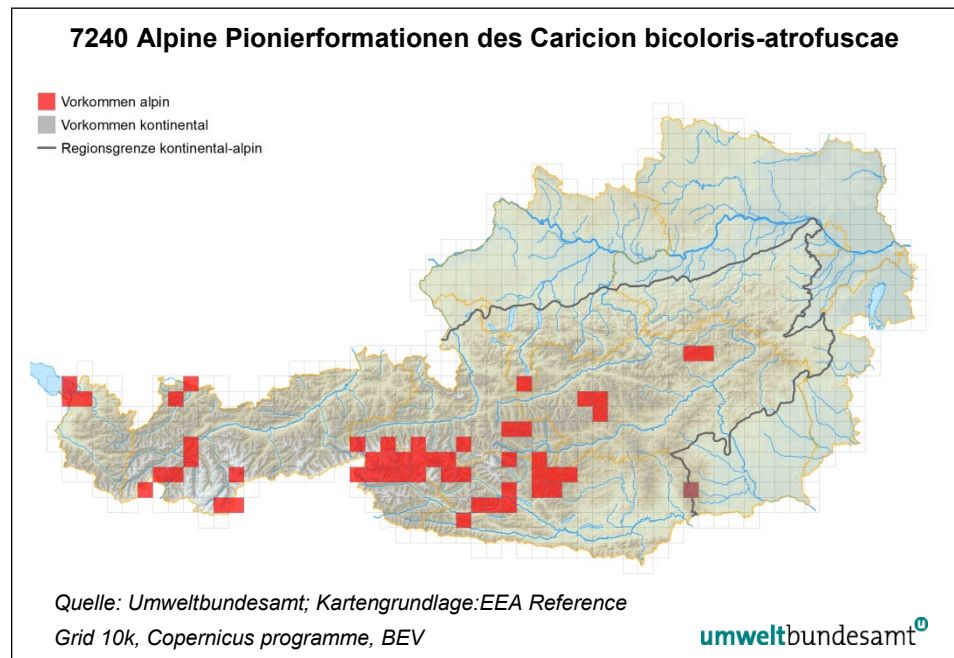 7240 Alpine Pionierformationen des Caricion bicoloris-atrofuscae
Vorkommen alpin
Vorkommen kontinental
Regionsgrenze kontinental-alpin
Quelle: Umweltbundesamt; Kartengrundlage:EEA Reference
Grid 10k, Copernicus programme, BEV
umweltbundesamt u